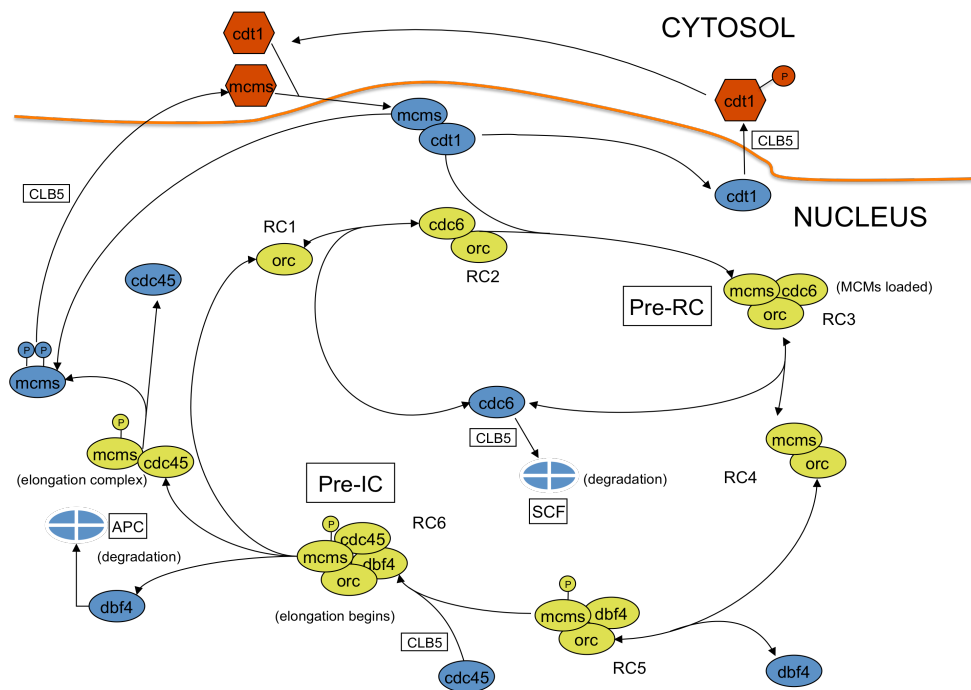 CYTOSOL
cdt1
mcms
P
cdt1
mcms
cdt1
CLB5
CLB5
cdt1
NUCLEUS
RC1
orc
cdc6
orc
RC2
cdc45
mcms
cdc6
orc
(MCMs loaded)
Pre-RC
RC3
P P
mcms
cdc6
CLB5
P
mcms
cdc45
(elongation complex)
mcms
orc
RC4
Pre-IC
(degradation)
SCF
APC
(degradation)
RC6
P
cdc45
mcms
dbf4
orc
(elongation begins)
P
mcms
dbf4
orc
RC5
dbf4
CLB5
cdc45
dbf4